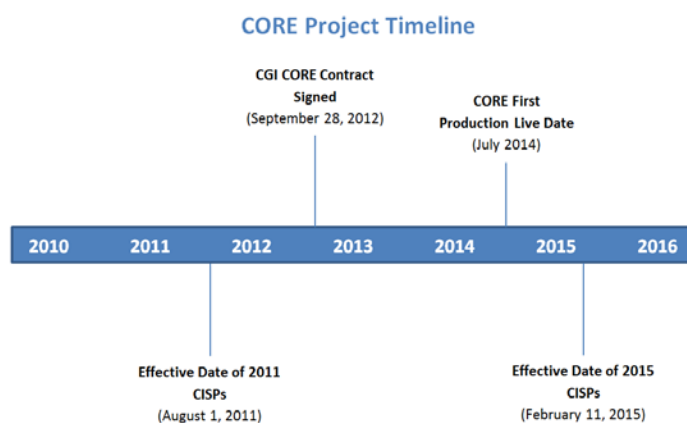 CORE Project Timeline
CGI CORE Contract
Signed
(September 28, 2012)
CORE First
Production Live Date
(July 2014)
2010 2011 2012 2013 2014 2015 2016
Effective Date of 2011
CISPs
(August 1, 2011)
Effective Date of 2015
CISPs
(February 11, 2015)